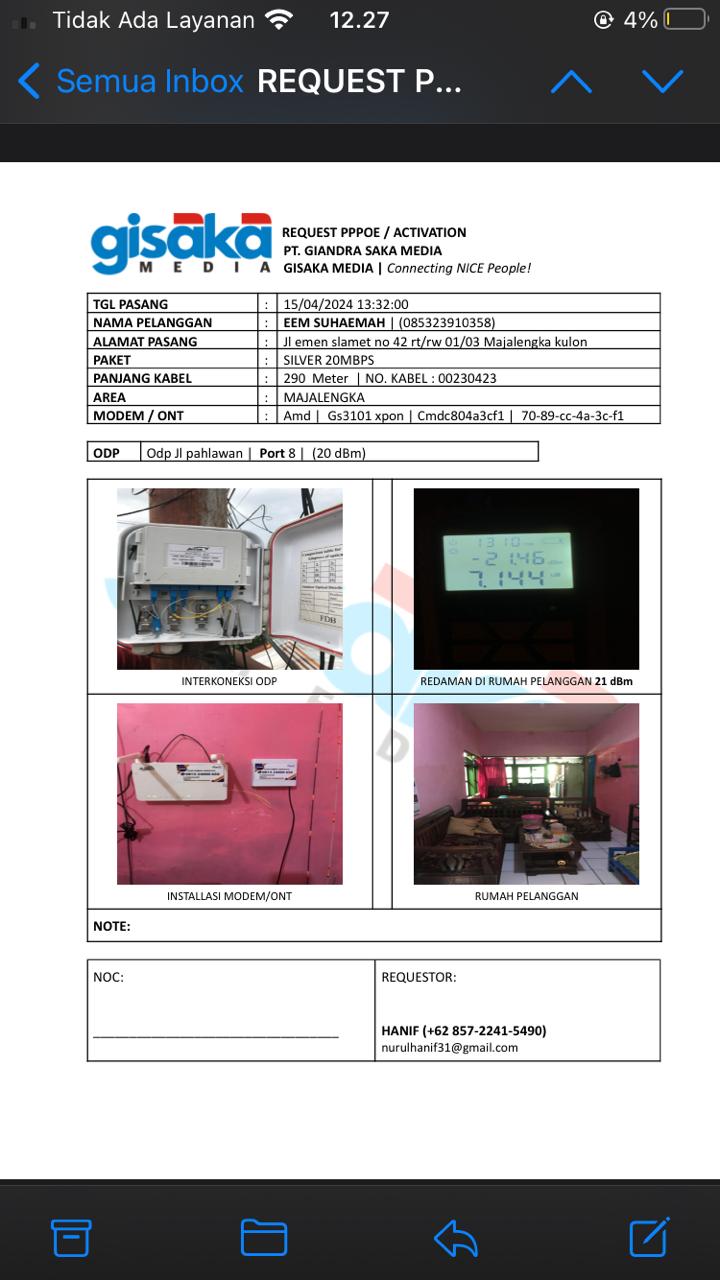 Tidak Ada Layanan 12.27 4%
Semua Inbox REQUEST P...
gisaka
MEDIA
REQUEST PPPOE / ACTIVATION
PT. GIANDRA SAKA MEDIA
GISAKA MEDIA | Connecting NICE People!
TGL PASANG : 15/04/2024 13:32:00
NAMA PELANGGAN : EEM SUHAEMAH | (085323910358)
ALAMAT PASANG : Jl emen slamet no 42 rt/rw 01/03 Majalengka kulon
PAKET : SILVER 20MBPS
PANJANG KABEL : 290 Meter | NO. KABEL : 00230423
AREA : MAJALENGKA
MODEM / ONT : Amd | Gs3101 xpon | Cmdc804a3cf1 | 70-89-cc-4a-3c-f1
ODP Odp Jl pahlawan | Port 8 | (20 dBm)
FDB
1310
-21.46
7.144
INTERKONEKSI ODP
REDAMAN DI RUMAH PELANGGAN 21 dBm
INSTALLASI MODEM/ONT
RUMAH PELANGGAN
NOTE:
NOC:
REQUESTOR:
HANIF (+62 857-2241-5490)
nurulhanif31@gmail.com